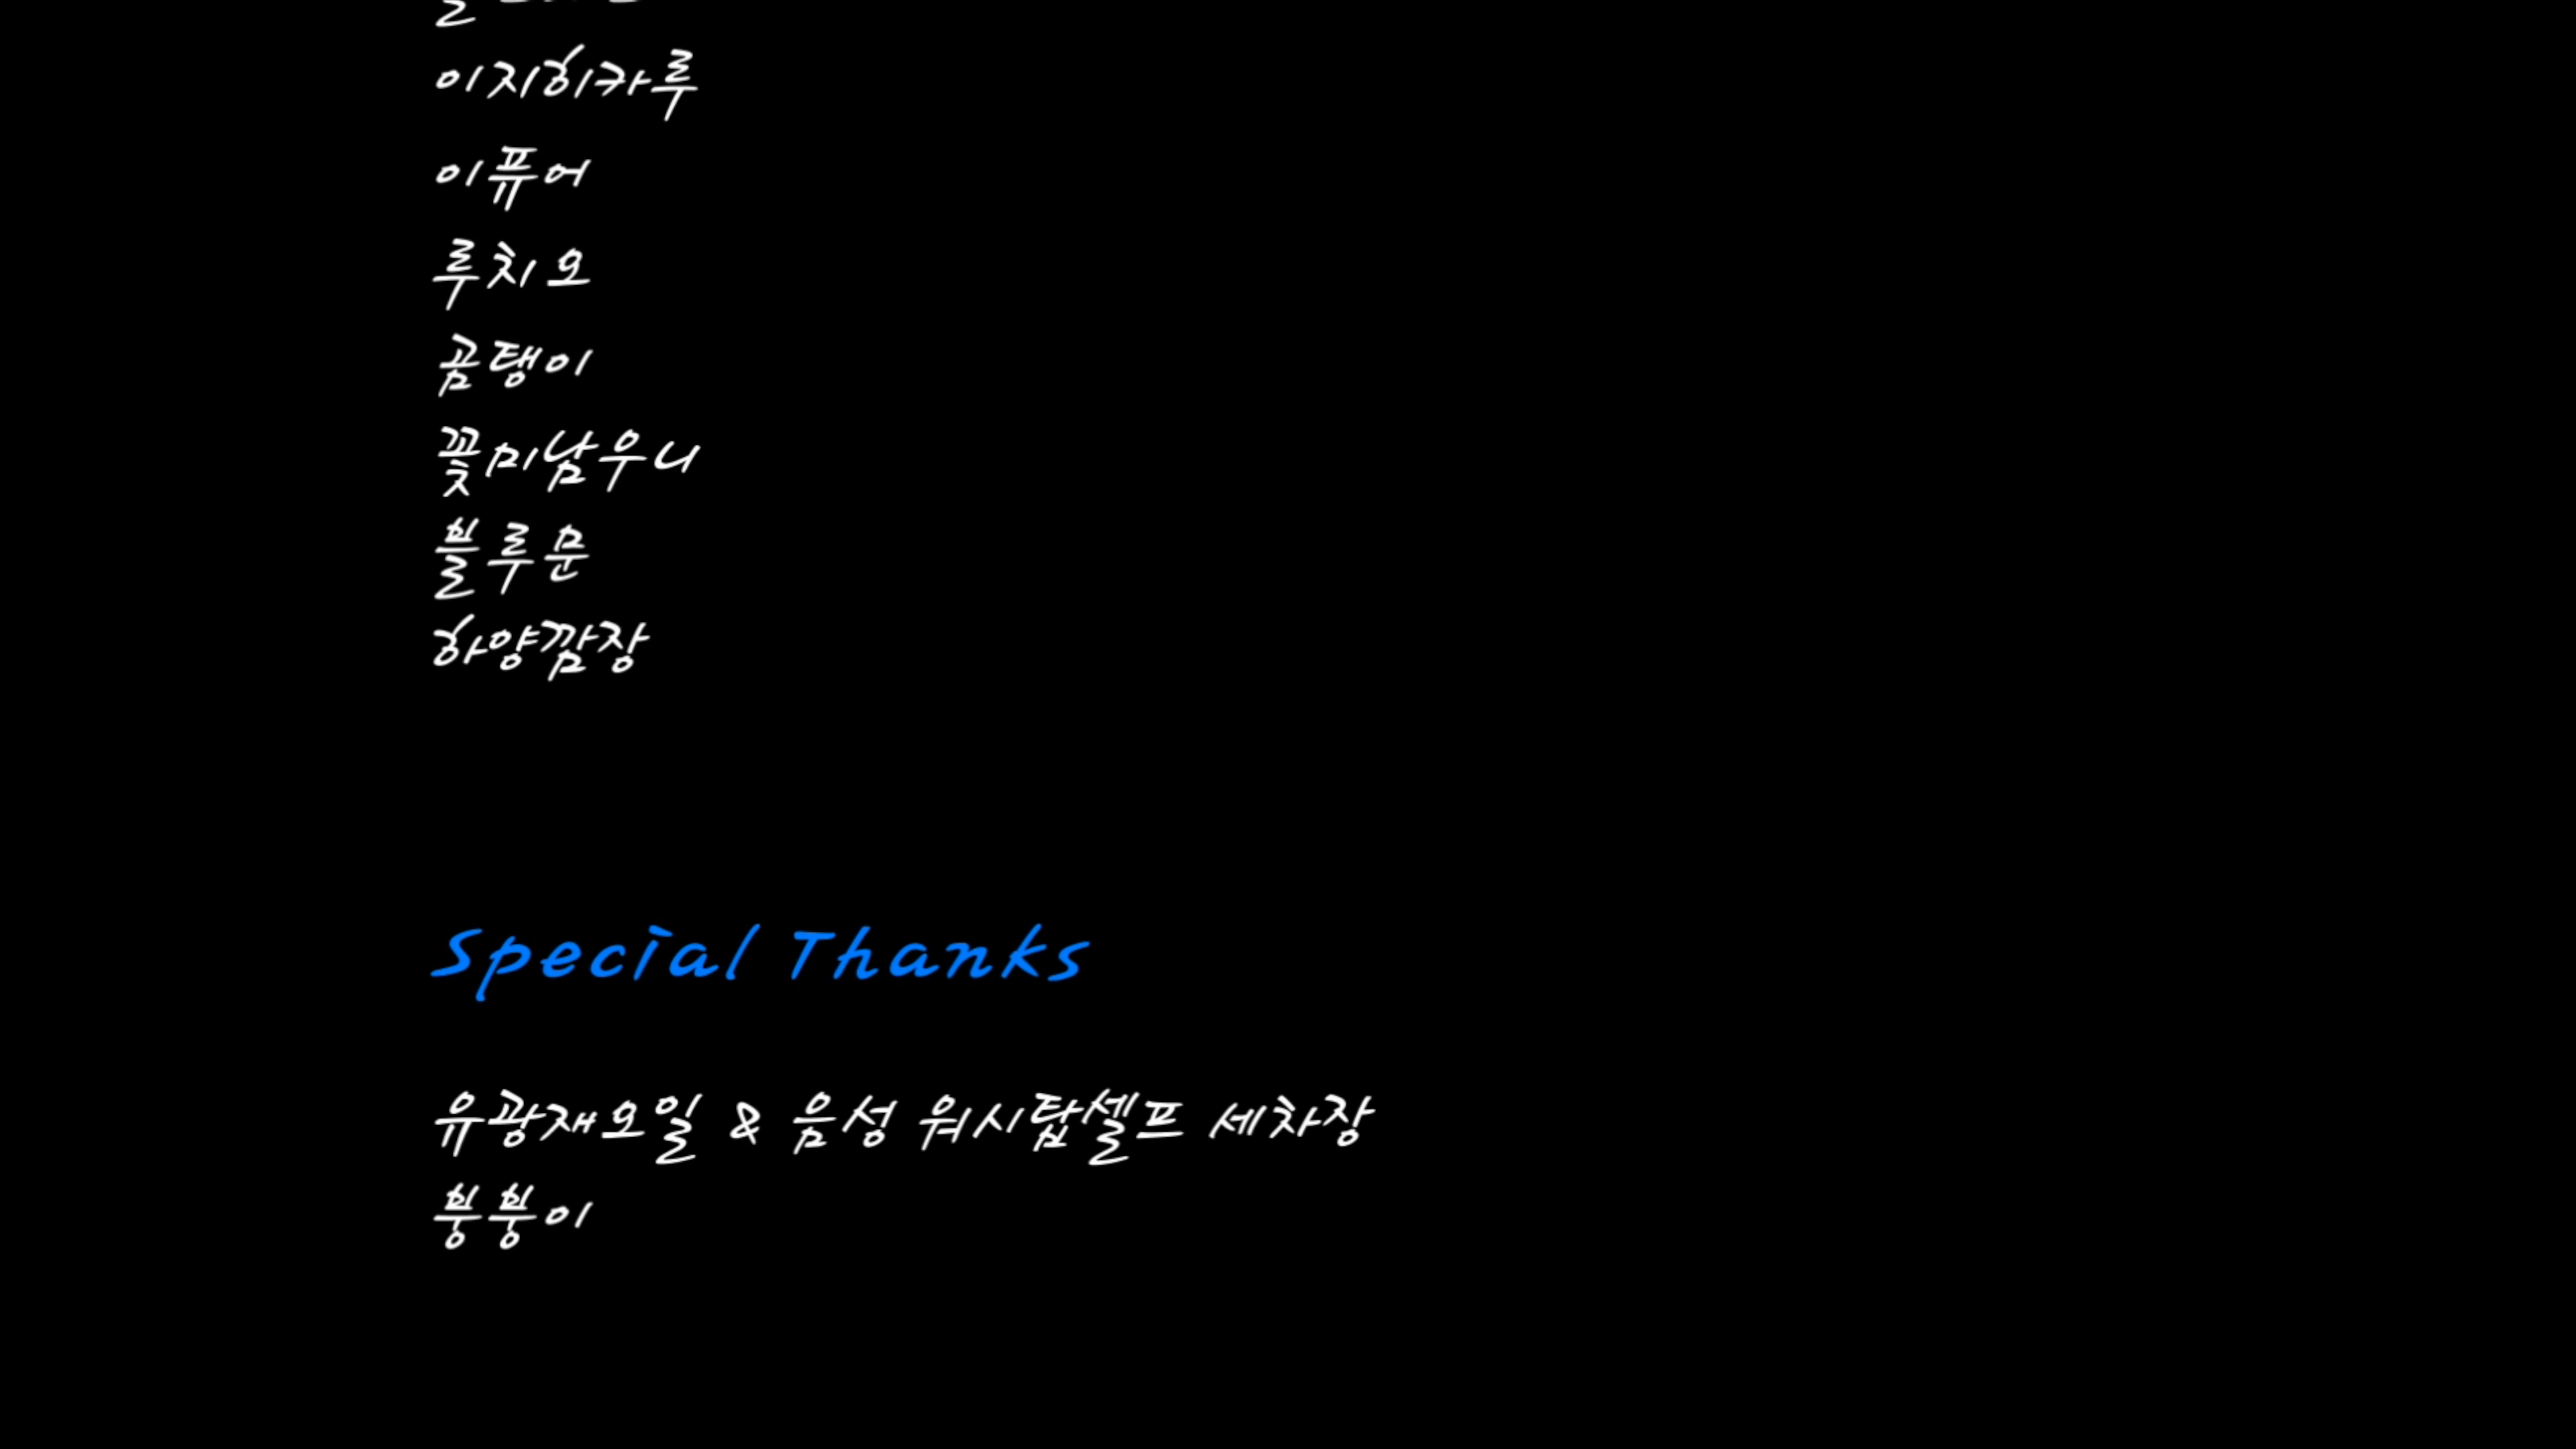 이지히카루
이퓨어
루치오
곰탱이
꽃미남우니
블루문
하양깜장
Special Thanks
유광재오일 & 음성 워시탑셀프 세차장
뿡뿡이